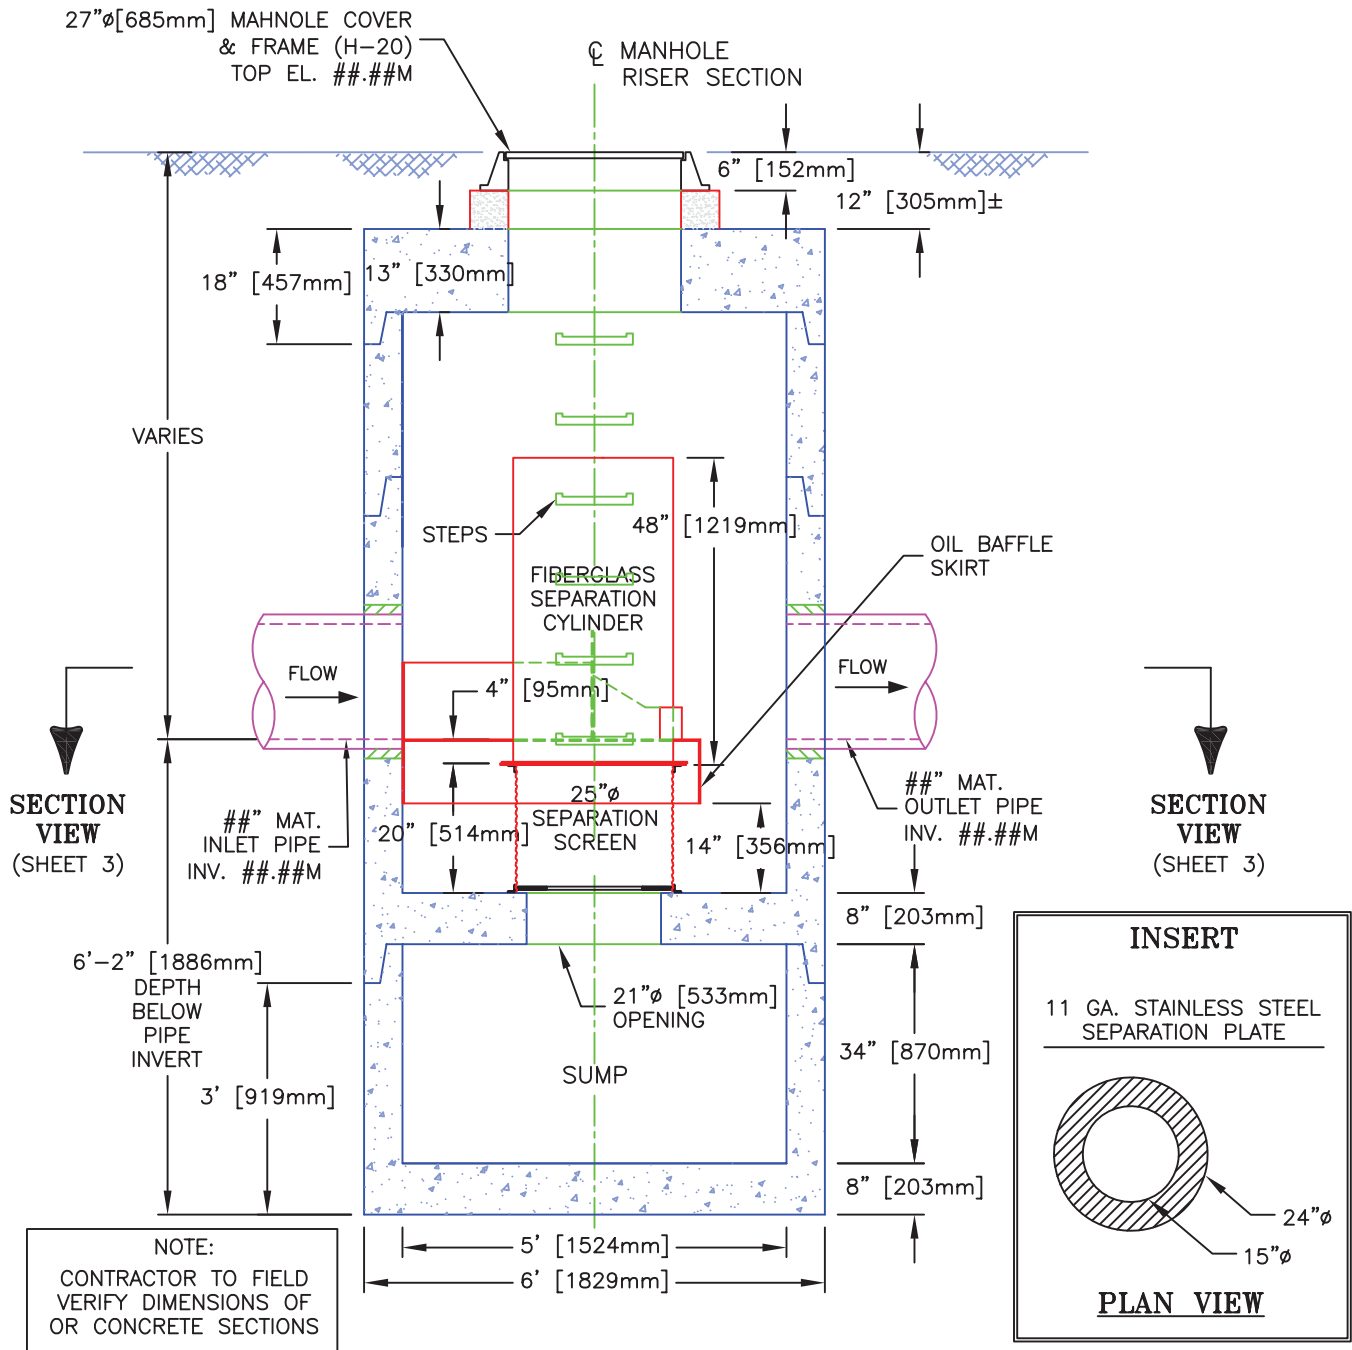 27"ø[685mm] MAHNOLE COVER
& FRAME (H-20)
TOP EL. ##.##M
℄ MANHOLE
RISER SECTION
6" [152mm]
12" [305mm]±
18" [457mm]
13" [330mm]
VARIES
STEPS
48" [1219mm]
OIL BAFFLE
SKIRT
FIBERGLASS
SEPARATION
CYLINDER
FLOW
FLOW
4" [95mm]
SECTION
VIEW
(SHEET 3)
##" MAT.
INLET PIPE
INV. ##.##M
25"ø
SEPARATION
SCREEN
20" [514mm]
14" [356mm]
##" MAT.
OUTLET PIPE
INV. ##.##M
SECTION
VIEW
(SHEET 3)
8" [203mm]
6'-2" [1886mm]
DEPTH
BELOW
PIPE
INVERT
21"ø [533mm]
OPENING
34" [870mm]
SUMP
3' [919mm]
8" [203mm]
5' [1524mm]
6' [1829mm]
NOTE:
CONTRACTOR TO FIELD
VERIFY DIMENSIONS OF
OR CONCRETE SECTIONS
INSERT
11 GA. STAINLESS STEEL
SEPARATION PLATE
24"ø
15"ø
PLAN VIEW